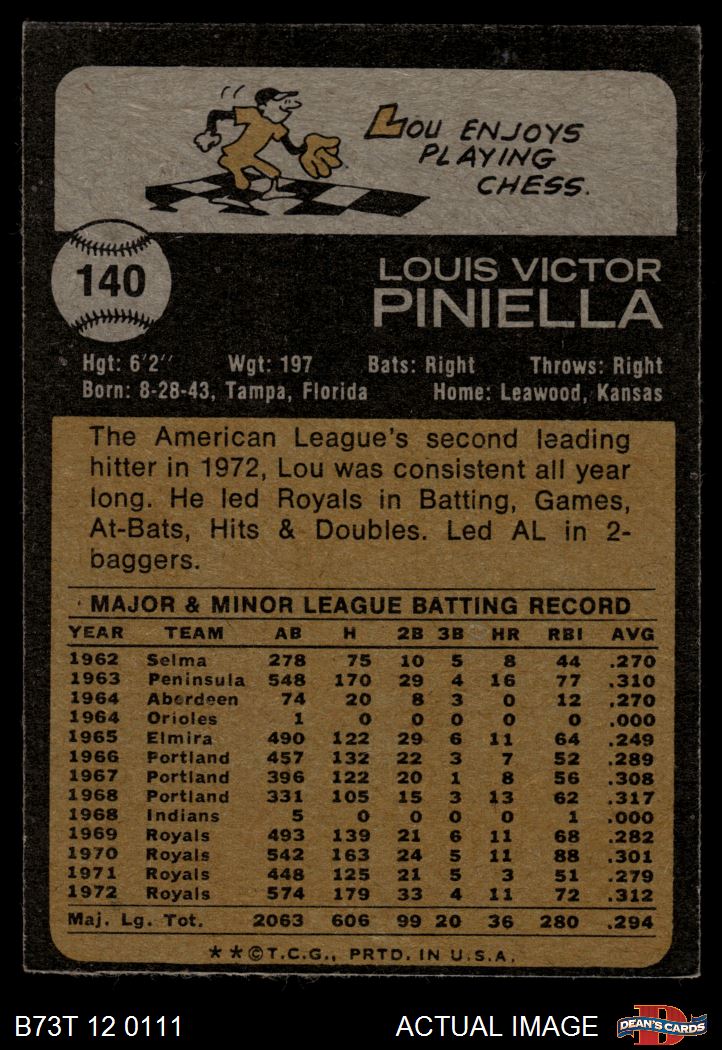 LOU ENJOYS
PLAYING
CHESS.
140
LOUIS VICTOR
PINIELLA
Hgt: 6'2" Wgt: 197 Bats: Right Throws: Right
Born: 8-28-43, Tampa, Florida Home: Leawood, Kansas
The American League's second leading
hitter in 1972, Lou was consistent all year
long. He led Royals in Batting, Games,
At-Bats, Hits & Doubles. Led AL in 2-
baggers.
MAJOR & MINOR LEAGUE BATTING RECORD
YEAR TEAM AB H 2B 3B HR RBI AVG
1962 Selma 278 75 10 5 8 44 .270
1963 Peninsula 548 170 29 4 16 77 .310
1964 Aberdeen 74 20 8 3 0 12 .270
1964 Orioles 1 0 0 0 0 0 .000
1965 Elmira 490 122 29 6 11 64 .249
1966 Portland 457 132 22 3 7 52 .289
1967 Portland 396 122 20 1 8 56 .308
1968 Portland 331 105 15 3 13 62 .317
1968 Indians 5 0 0 0 0 1 .000
1969 Royals 493 139 21 6 11 68 .282
1970 Royals 542 163 24 5 11 88 .301
1971 Royals 448 125 21 5 3 51 .279
1972 Royals 574 179 33 4 11 72 .312
Maj. Lg. Tot. 2063 606 99 20 36 280 .294
**©T.C.G., PRTD. IN U.S.A.
B73T 12 0111 ACTUAL IMAGE D DEAN'S CARDS